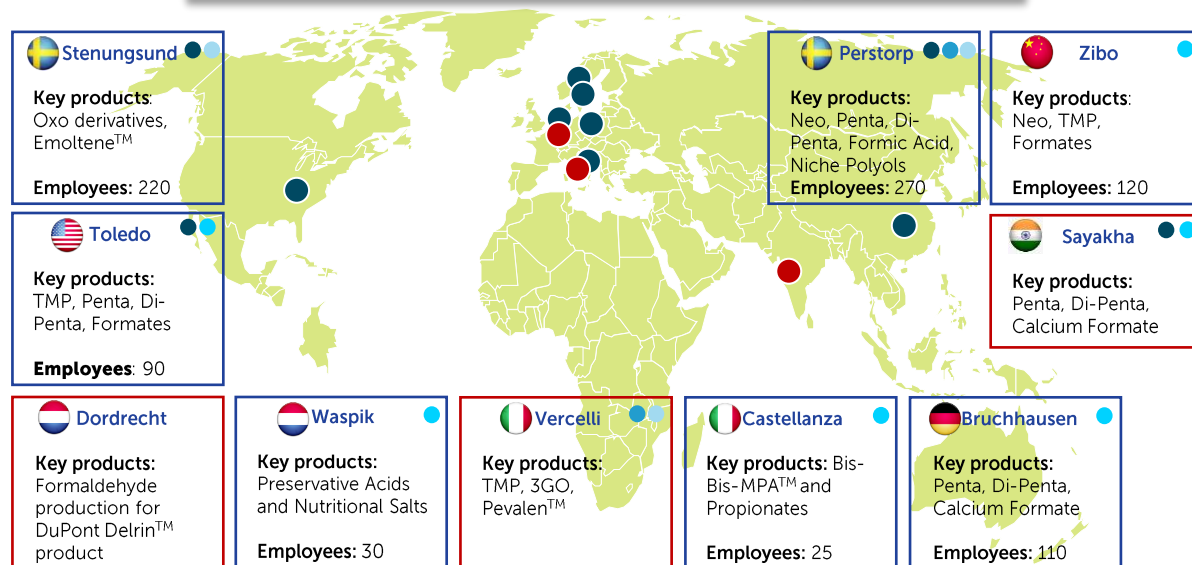 Stenungsund
Key products:
Oxo derivatives,
Emoltene™
Employees: 220
Perstorp
Key products:
Neo, Penta, Di-
Penta, Formic Acid,
Niche Polyols
Employees: 270
Zibo
Key products:
Neo, TMP,
Formates
Employees: 120
Toledo
Key products:
TMP, Penta, Di-
Penta, Formates
Employees: 90
Sayakha
Key products:
Penta, Di-Penta,
Calcium Formate
Dordrecht
Key products:
Formaldehyde
production for
DuPont Delrin™
product
Waspik
Key products:
Preservative Acids
and Nutritional Salts
Employees: 30
Vercelli
Key products:
TMP, 3GO,
Pevalen™
Castellanza
Key products: Bis-
Bis-MPA™ and
Propionates
Employees: 25
Bruchhausen
Key products:
Penta, Di-Penta,
Calcium Formate
Employees: 110